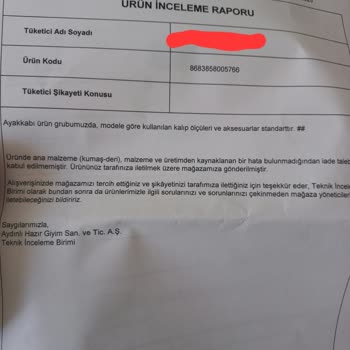 ÜRÜN İNCELEME RAPORU
Tüketici Adı Soyadı
Ürün Kodu
8683858005766
Tüketici Şikayeti Konusu
Ayakkabı ürün grubumuzda, modele göre kullanılan kalıp ölçüleri ve aksesuarlar standarttır. ##
Üründe ana malzeme (kumaş-deri), malzeme ve üretimden kaynaklanan bir hata bulunmadığından iade taleb
kabul edilmemiştir. Ürününüz tarafınıza iletilmek üzere mağazamıza gönderilmiştir.
Alışverişinizde mağazamızı tercih ettiğiniz ve şikâyetinizi tarafımıza ilettiğiniz için teşekkür eder, Teknik İncele
Birimi olarak bundan sonra da ürünlerimizle ilgili sorularınızı ve sorunlarınızı çekinmeden mağaza yöneticile
iletebileceğinizi bildiririz.
Saygılarımızla,
Aydınlı Hazır Giyim San. ve Tic. A.Ş.
Teknik İnceleme Birimi